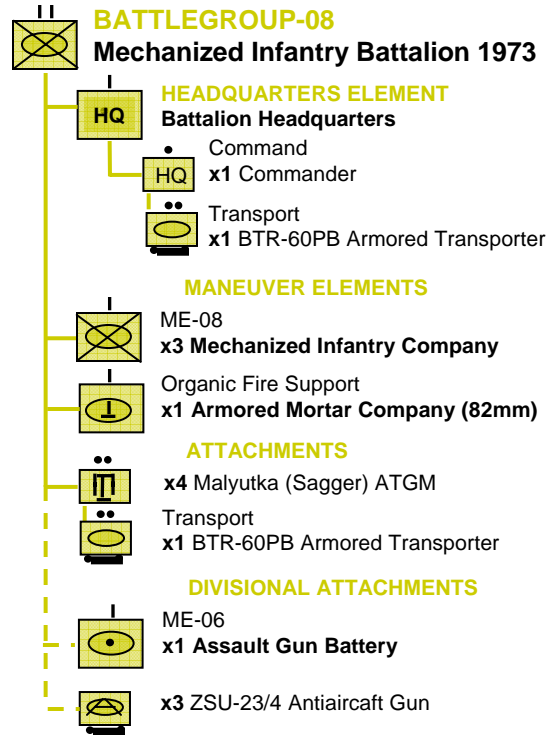 BATTLEGROUP-08
Mechanized Infantry Battalion 1973
HEADQUARTERS ELEMENT
HQ
Battalion Headquarters
Command
HQ
x1 Commander
Transport
x1 BTR-60PB Armored Transporter
MANEUVER ELEMENTS
ME-08
x3 Mechanized Infantry Company
Organic Fire Support
x1 Armored Mortar Company (82mm)
ATTACHMENTS
x4 Malyutka (Sagger) ATGM
Transport
x1 BTR-60PB Armored Transporter
DIVISIONAL ATTACHMENTS
ME-06
x1 Assault Gun Battery
x3 ZSU-23/4 Antiaircaft Gun